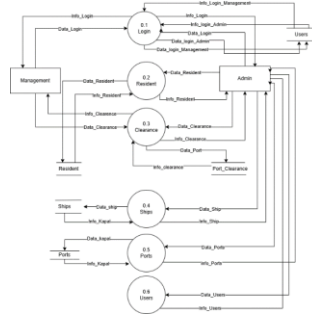 Info_Login_Management
Info_Login
0.1
Login
Info_Login
Info_login_Admin
Data_Login
Data_Login
Data_login_Admin
Data_login_Management
Users
Management
Admin
0.2
Resident
Data_Resident
Data_Resident
Info_Resident
Info_Resident
Info_Clearance
0.3
Clearance
Data_Clearance
Data_Clearance
Info_Clearance
Data_Port
Info_clearance
Resident
Port_Clearance
Ships
Data_ship
0.4
Ships
Data_Ship
Info_Kapal
Info_Ship
Ports
0.5
Ports
Data_Ports
Info_Kapal
Info_Ports
0.6
Users
Data_Users
Info_Users